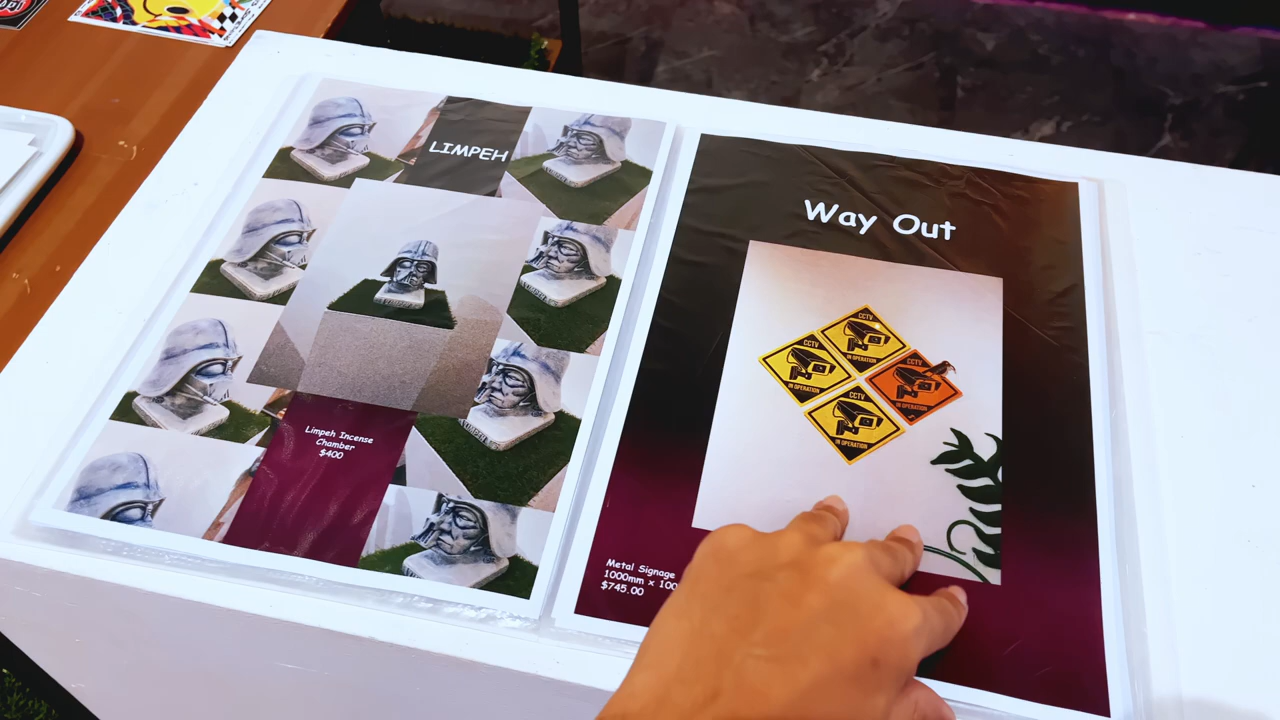 LIMPEH
Limpeh Incense
Chamber
$400
Way Out
CCTV
IN OPERATION
CCTV
IN OPERATION
CCTV
IN OPERATION
CCTV
IN OPERATION
Metal Signage
1000mm x 100
$745.00